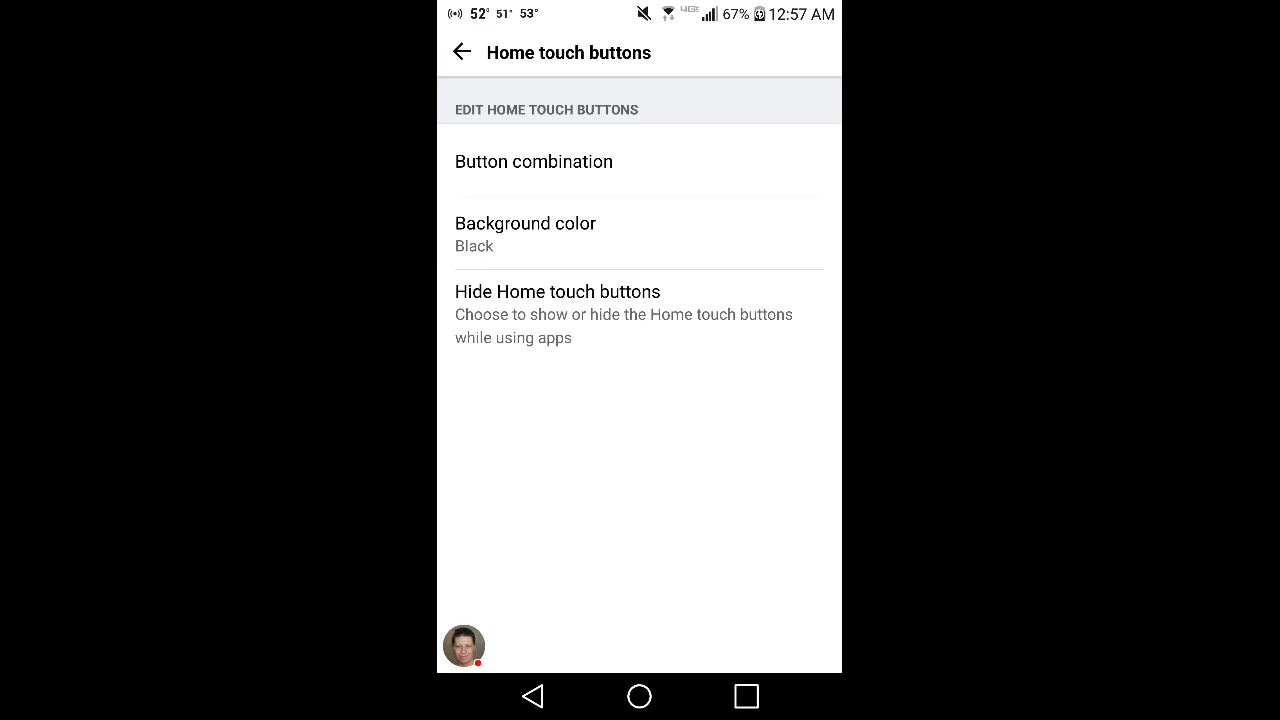 52° 51° 53° 4G 67% 12:57 AM
Home touch buttons
EDIT HOME TOUCH BUTTONS
Button combination
Background color
Black
Hide Home touch buttons
Choose to show or hide the Home touch buttons
while using apps